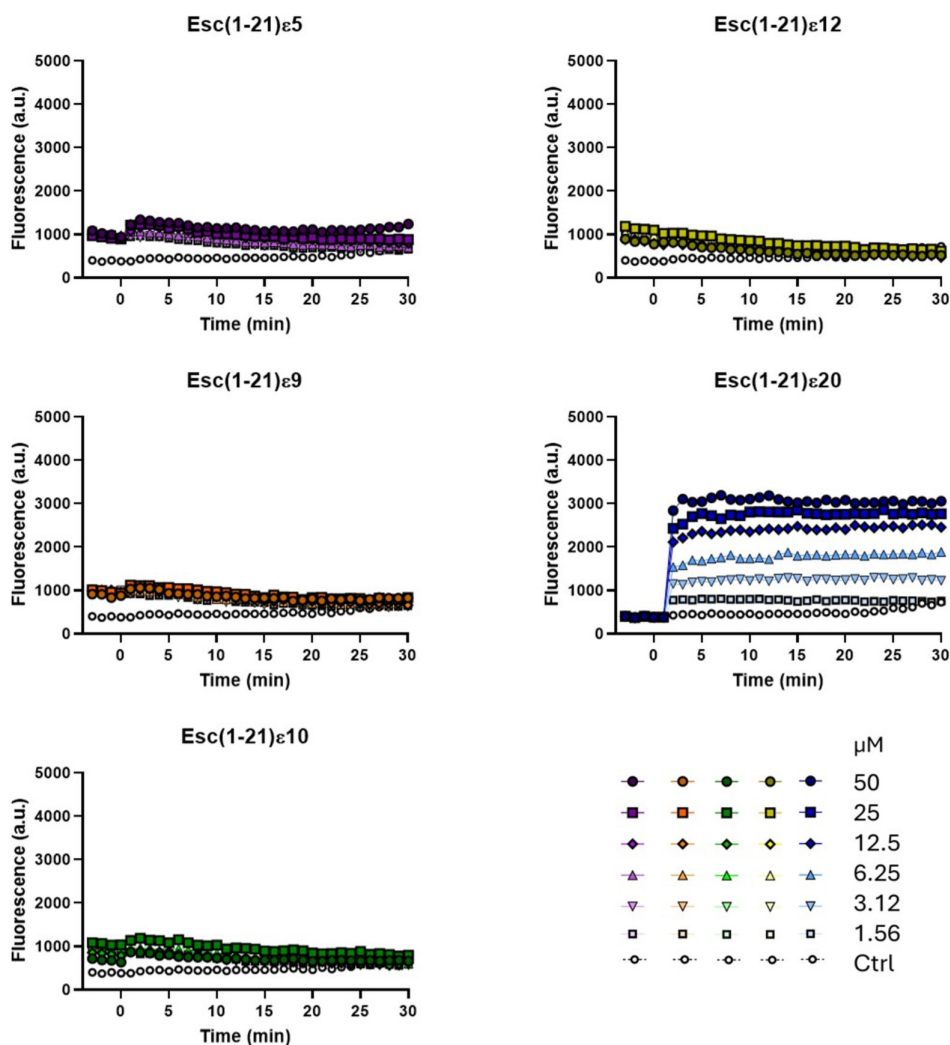 Esc(1-21)ε5
5000
4000
3000
2000
1000
0
Fluorescence (a.u.)
0 5 10 15 20 25 30
Time (min)
Esc(1-21)ε12
5000
4000
3000
2000
1000
0
Fluorescence (a.u.)
0 5 10 15 20 25 30
Time (min)
Esc(1-21)ε9
5000
4000
3000
2000
1000
0
Fluorescence (a.u.)
0 5 10 15 20 25 30
Time (min)
Esc(1-21)ε20
5000
4000
3000
2000
1000
0
Fluorescence (a.u.)
0 5 10 15 20 25 30
Time (min)
Esc(1-21)ε10
5000
4000
3000
2000
1000
0
Fluorescence (a.u.)
0 5 10 15 20 25 30
Time (min)
µM
50
25
12.5
6.25
3.12
1.56
Ctrl